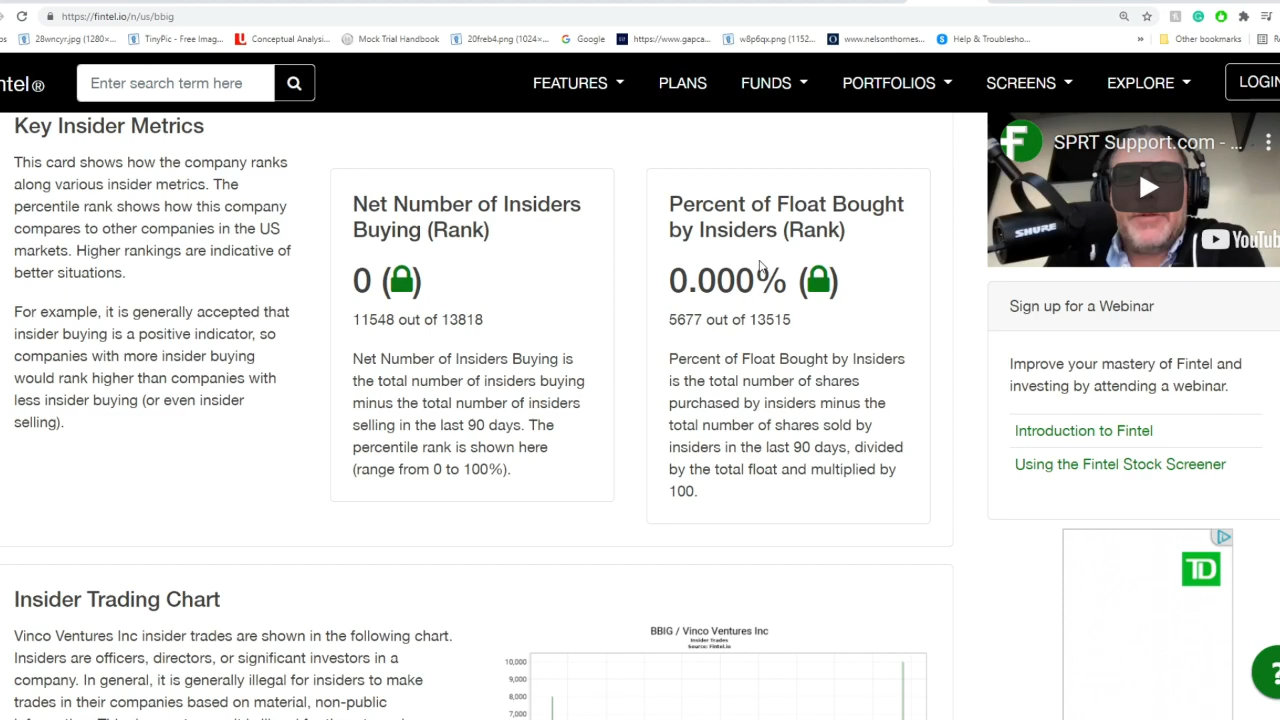 https://fintel.io/n/us/bbig
28wncyr.jpg (1280×...
TinyPic - Free Imag...
Conceptual Analysi...
Mock Trial Handbook
20freb4.png (1024×...
Google
https://www.gapca...
w8p6qx.png (1152...
www.nelsonthornes...
Help & Troublesho...
»
Other bookmarks
ntel®
Enter search term here
FEATURES
PLANS
FUNDS
PORTFOLIOS
SCREENS
EXPLORE
LOGIN
Key Insider Metrics
This card shows how the company ranks
along various insider metrics. The
percentile rank shows how this company
compares to other companies in the US
markets. Higher rankings are indicative of
better situations.
For example, it is generally accepted that
insider buying is a positive indicator, so
companies with more insider buying
would rank higher than companies with
less insider buying (or even insider
selling).
Net Number of Insiders
Buying (Rank)
0 ( )
11548 out of 13818
Net Number of Insiders Buying is
the total number of insiders buying
minus the total number of insiders
selling in the last 90 days. The
percentile rank is shown here
(range from 0 to 100%).
Percent of Float Bought
by Insiders (Rank)
0.000% ( )
5677 out of 13515
Percent of Float Bought by Insiders
is the total number of shares
purchased by insiders minus the
total number of shares sold by
insiders in the last 90 days, divided
by the total float and multiplied by
100.
SPRT Support.com - ...
SHURE
YouTub
Sign up for a Webinar
Improve your mastery of Fintel and
investing by attending a webinar.
Introduction to Fintel
Using the Fintel Stock Screener
TD
Insider Trading Chart
Vinco Ventures Inc insider trades are shown in the following chart.
Insiders are officers, directors, or significant investors in a
company. In general, it is generally illegal for insiders to make
trades in their companies based on material, non-public
BBIG / Vinco Ventures Inc
Insider Trades
Source: Fintel.io
10,000
9,000
8,000
7,000
?